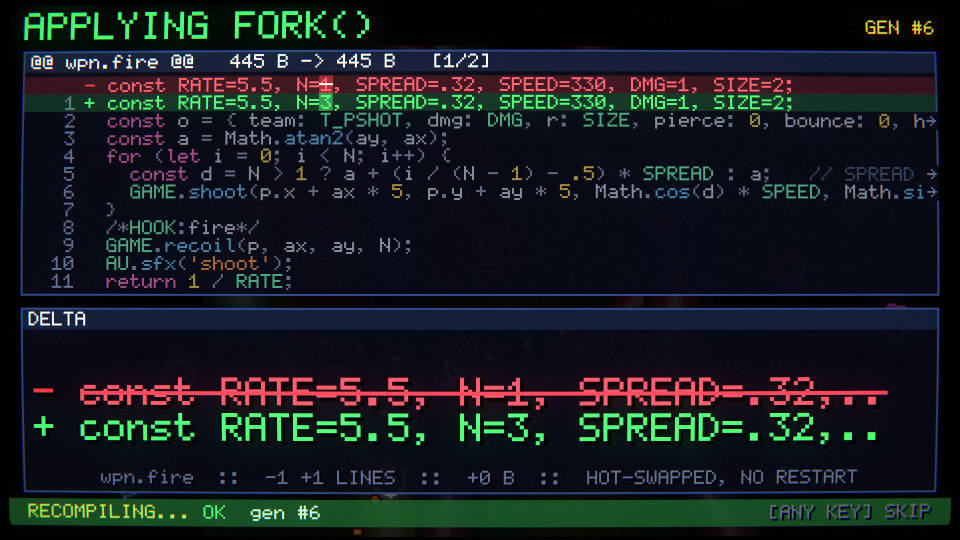 APPLYING FORK()
GEN #6
@@ wpn.fire @@ 445 B -> 445 B [1/2]
- const RATE=5.5, N=1, SPREAD=.32, SPEED=330, DMG=1, SIZE=2;
1 + const RATE=5.5, N=3, SPREAD=.32, SPEED=330, DMG=1, SIZE=2;
2 const o = { team: T_PSHOT, dmg: DMG, r: SIZE, pierce: 0, bounce: 0, h→
3 const a = Math.atan2(ay, ax);
4 for (let i = 0; i < N; i++) {
5 const d = N > 1 ? a + (i / (N - 1) - .5) * SPREAD : a; // SPREAD →
6 GAME.shoot(p.x + ax * 5, p.y + ay * 5, Math.cos(d) * SPEED, Math.si→
7 }
8 /*HOOK:fire*/
9 GAME.recoil(p, ax, ay, N);
10 AU.sfx('shoot');
11 return 1 / RATE;
DELTA
- const RATE=5.5, N=1, SPREAD=.32,..
+ const RATE=5.5, N=3, SPREAD=.32,..
wpn.fire :: -1 +1 LINES :: +0 B :: HOT-SWAPPED, NO RESTART
RECOMPILING... OK gen #6
[ANY KEY] SKIP